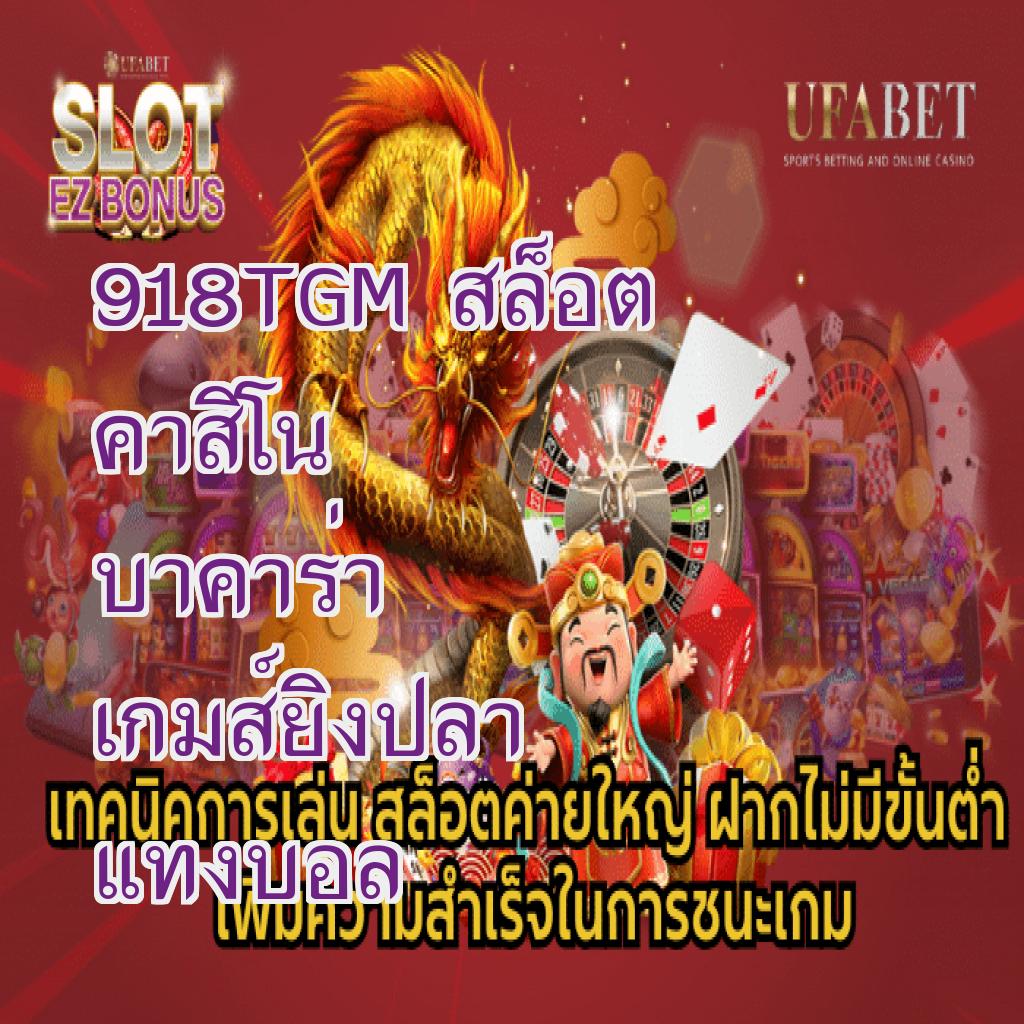 UFABET
SLOT
EZ BONUS
UFABET
SPORTS BETTING AND ONLINE CASINO
918TGM สล็อต
คาสิโน
บาคาร่า
เกมส์ยิงปลา
เทคนิคการเล่น สล็อตค่ายใหญ่ ฝากไม่มีขั้นต่ำ
แทงบอล
เพิ่มความสำเร็จในการชนะเกม